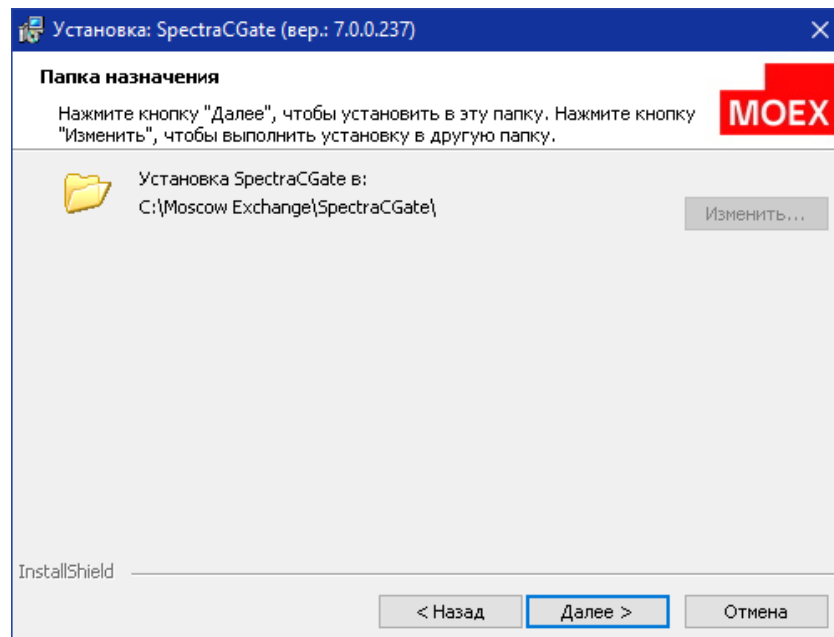 Установка: SpectraCGate (вер.: 7.0.0.237)
Папка назначения
Нажмите кнопку "Далее", чтобы установить в эту папку. Нажмите кнопку
"Изменить", чтобы выполнить установку в другую папку.
MOEX
Установка SpectraCGate в:
C:\Moscow Exchange\SpectraCGate\
Изменить...
InstallShield
< Назад
Далее >
Отмена